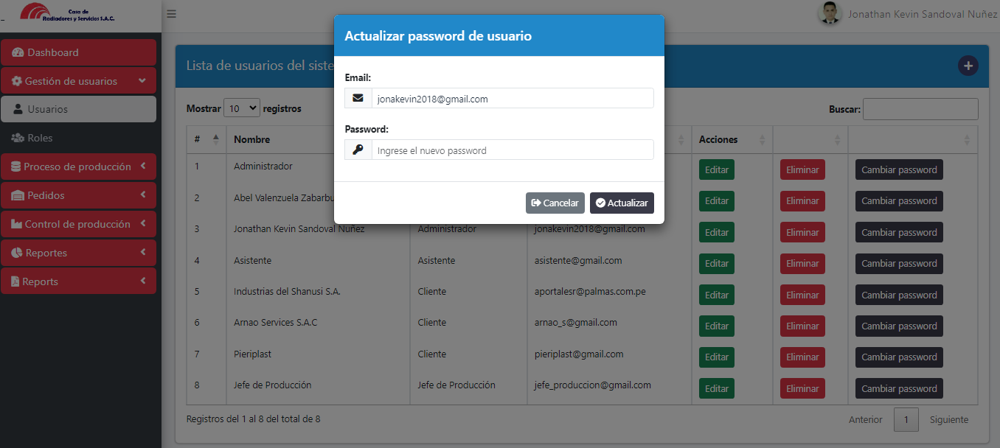 Casa de
Radiadores y Servicios S.A.C.
Jonathan Kevin Sandoval Nuñez
Dashboard
Gestión de usuarios
Usuarios
Roles
Proceso de producción
Pedidos
Control de producción
Reportes
Reports
Actualizar password de usuario
Email:
jonakevin2018@gmail.com
Password:
Ingrese el nuevo password
Cancelar Actualizar
Lista de usuarios del siste
Mostrar 10 registros
Buscar:
# Nombre Acciones
1 Administrador Editar Eliminar Cambiar password
2 Abel Valenzuela Zabarbu Editar Eliminar Cambiar password
3 Jonathan Kevin Sandoval Nuñez Administrador jonakevin2018@gmail.com Editar Eliminar Cambiar password
4 Asistente Asistente asistente@gmail.com Editar Eliminar Cambiar password
5 Industrias del Shanusi S.A. Cliente aportalesr@palmas.com.pe Editar Eliminar Cambiar password
6 Arnao Services S.A.C Cliente arnao_s@gmail.com Editar Eliminar Cambiar password
7 Pieriplast Cliente pieriplast@gmail.com Editar Eliminar Cambiar password
8 Jefe de Producción Jefe de Producción jefe_produccion@gmail.com Editar Eliminar Cambiar password
Registros del 1 al 8 del total de 8
Anterior 1 Siguiente